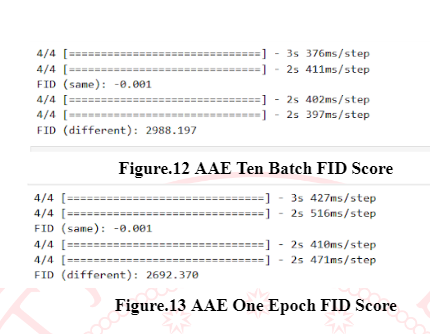 4/4 [==============================] - 3s 376ms/step
4/4 [==============================] - 2s 411ms/step
FID (same): -0.001
4/4 [==============================] - 2s 402ms/step
4/4 [==============================] - 2s 397ms/step
FID (different): 2988.197
Figure.12 AAE Ten Batch FID Score
4/4 [==============================] - 3s 427ms/step
4/4 [==============================] - 2s 516ms/step
FID (same): -0.001
4/4 [==============================] - 2s 410ms/step
4/4 [==============================] - 2s 471ms/step
FID (different): 2692.370
Figure.13 AAE One Epoch FID Score